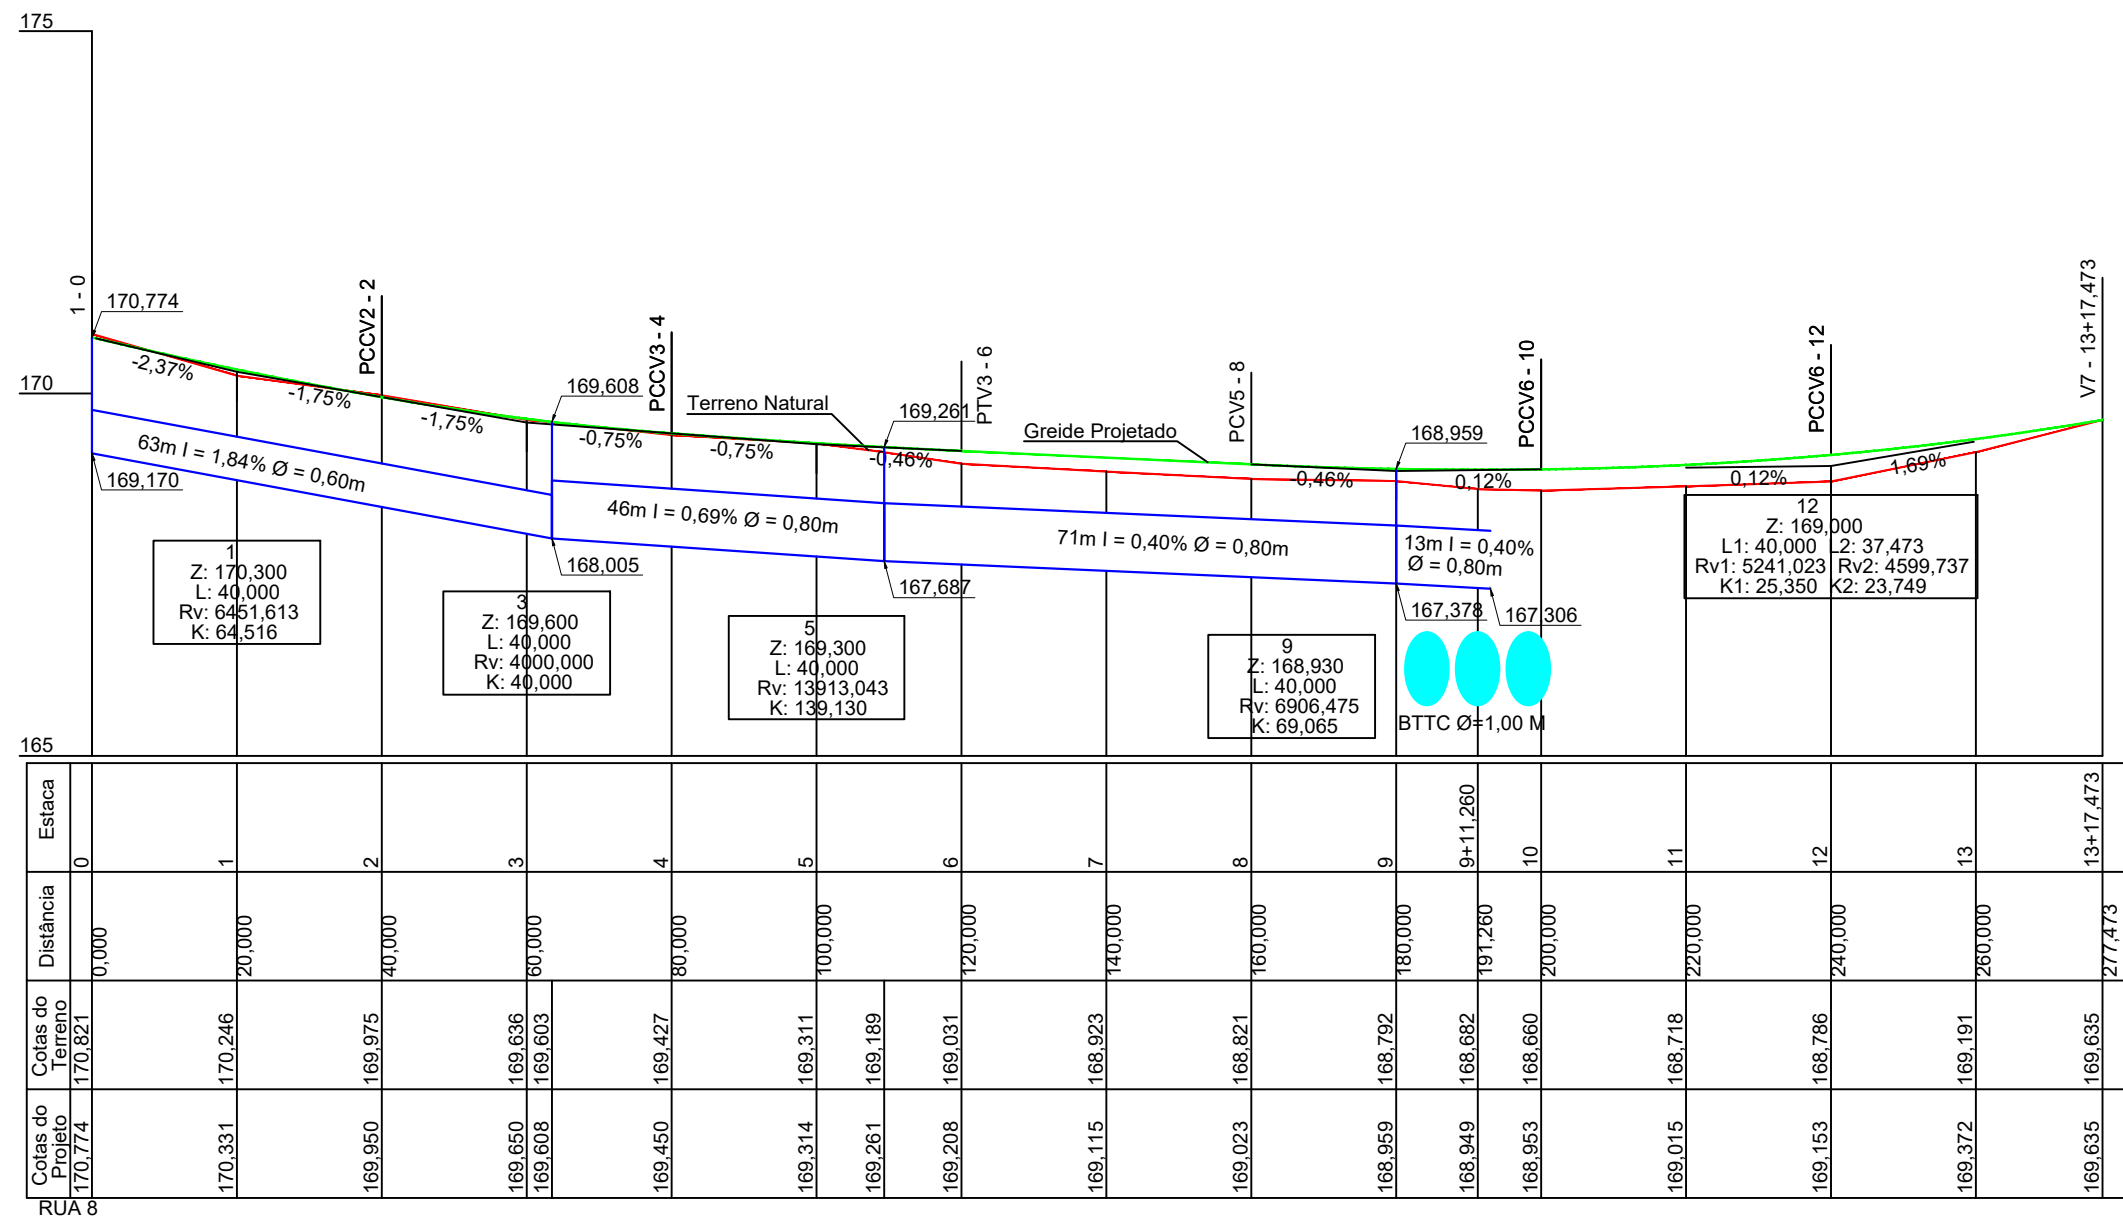 175
170
165
1 - 0
170,774
PCCV2 - 2
169,608
PCCV3 - 4
Terreno Natural
169,261
PTV3 - 6
Greide Projetado
PCV5 - 8
168,959
PCCV6 - 10
PCCV6 - 12
V7 - 13+17,473
-2,37%
-1,75%
-1,75%
-0,75%
-0,75%
-0,46%
-0,46%
0,12%
0,12%
1,69%
63m I = 1,84% Ø = 0,60m
46m I = 0,69% Ø = 0,80m
71m I = 0,40% Ø = 0,80m
13m I = 0,40%
Ø = 0,80m
169,170
168,005
167,687
167,378
167,306
1
Z: 170,300
L: 40,000
Rv: 6451,613
K: 64,516
3
Z: 169,600
L: 40,000
Rv: 4000,000
K: 40,000
5
Z: 169,300
L: 40,000
Rv: 13913,043
K: 139,130
9
Z: 168,930
L: 40,000
Rv: 6906,475
K: 69,065
12
Z: 169,000
L1: 40,000 L2: 37,473
Rv1: 5241,023 Rv2: 4599,737
K1: 25,350 K2: 23,749
BTTC Ø=1,00 M
Estaca
0 1 2 3 4 5 6 7 8 9 9+11,260 10 11 12 13 13+17,473
Distância
0,000 20,000 40,000 60,000 80,000 100,000 120,000 140,000 160,000 180,000 191,260 200,000 220,000 240,000 260,000 277,473
Cotas do
Terreno
170,821 170,246 169,975 169,636 169,603 169,427 169,311 169,189 169,031 168,923 168,821 168,792 168,682 168,660 168,718 168,786 169,191 169,635
Cotas do
Projeto
170,774 170,331 169,950 169,650 169,608 169,450 169,314 169,261 169,208 169,115 169,023 168,959 168,949 168,953 169,015 169,153 169,372 169,635
RUA 8